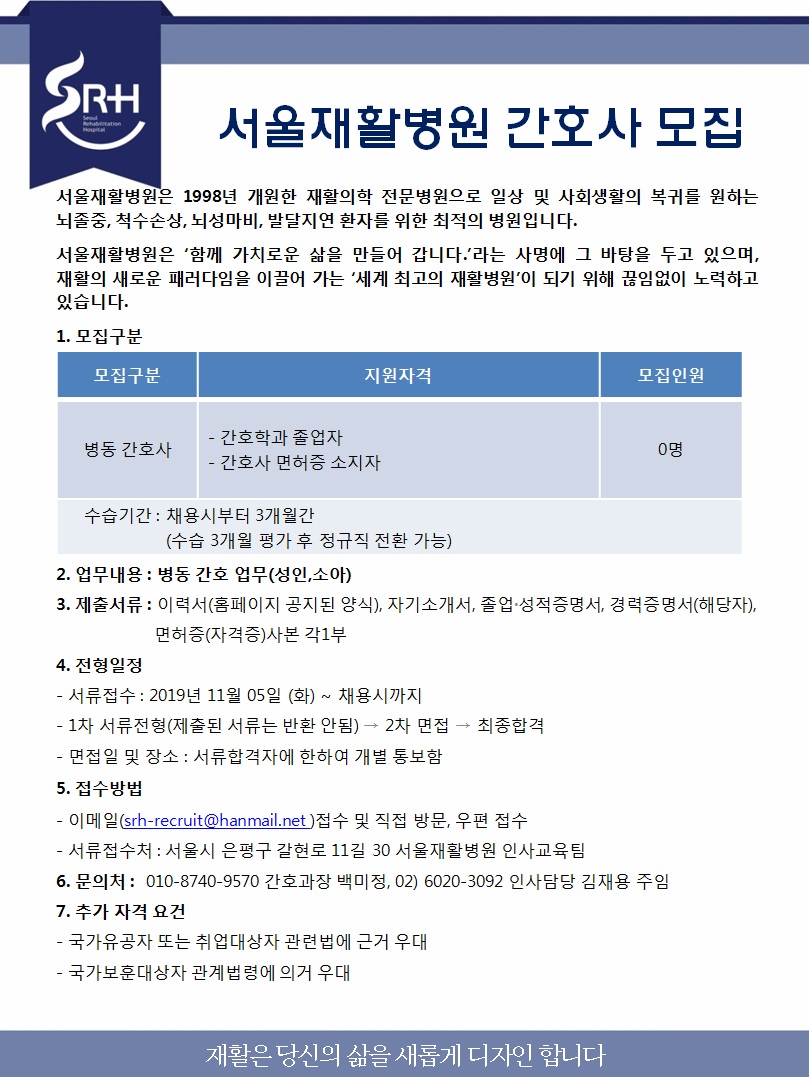 SRH
Seoul
Rehabilitation
Hospital
서울재활병원 간호사 모집
서울재활병원은 1998년 개원한 재활의학 전문병원으로 일상 및 사회생활의 복귀를 원하는
뇌졸중, 척수손상, 뇌성마비, 발달지연 환자를 위한 최적의 병원입니다.
서울재활병원은 ‘함께 가치로운 삶을 만들어 갑니다.’라는 사명에 그 바탕을 두고 있으며,
재활의 새로운 패러다임을 이끌어 가는 ‘세계 최고의 재활병원’이 되기 위해 끊임없이 노력하고
있습니다.
1. 모집구분
모집구분 지원자격 모집인원
병동 간호사 - 간호학과 졸업자 0명
- 간호사 면허증 소지자
수습기간 : 채용시부터 3개월간
(수습 3개월 평가 후 정규직 전환 가능)
2. 업무내용 : 병동 간호 업무(성인,소아)
3. 제출서류 : 이력서(홈페이지 공지된 양식), 자기소개서, 졸업·성적증명서, 경력증명서(해당자),
면허증(자격증)사본 각1부
4. 전형일정
- 서류접수 : 2019년 11월 05일 (화) ~ 채용시까지
- 1차 서류전형(제출된 서류는 반환 안됨) → 2차 면접 → 최종합격
- 면접일 및 장소 : 서류합격자에 한하여 개별 통보함
5. 접수방법
- 이메일(srh-recruit@hanmail.net )접수 및 직접 방문, 우편 접수
- 서류접수처 : 서울시 은평구 갈현로 11길 30 서울재활병원 인사교육팀
6. 문의처 : 010-8740-9570 간호과장 백미정, 02) 6020-3092 인사담당 김재용 주임
7. 추가 자격 요건
- 국가유공자 또는 취업대상자 관련법에 근거 우대
- 국가보훈대상자 관계법령에 의거 우대
재활은 당신의 삶을 새롭게 디자인 합니다